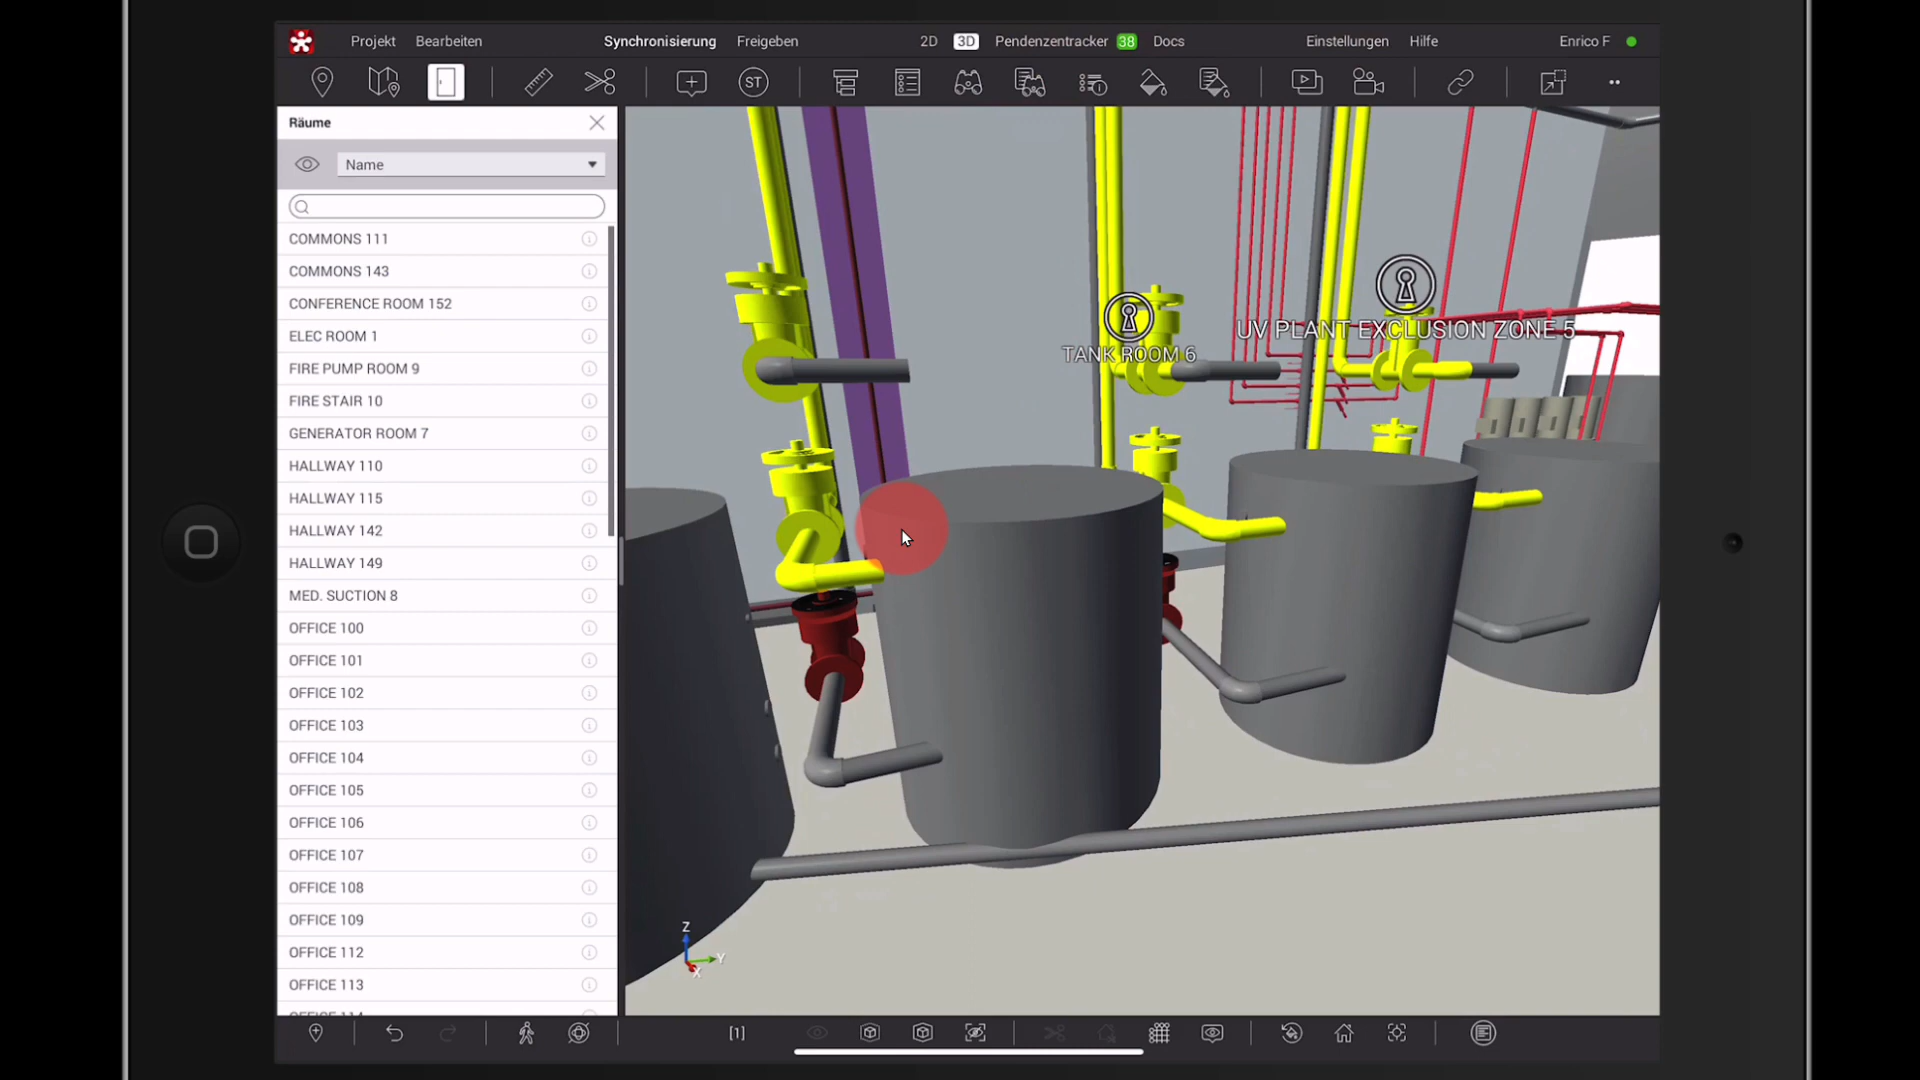 Projekt Bearbeiten Synchronisierung Freigeben 2D 3D Pendenzentracker 38 Docs Einstellungen Hilfe Enrico F
ST
Räume
Name
COMMONS 111
COMMONS 143
CONFERENCE ROOM 152
ELEC ROOM 1
FIRE PUMP ROOM 9
FIRE STAIR 10
GENERATOR ROOM 7
HALLWAY 110
HALLWAY 115
HALLWAY 142
HALLWAY 149
MED. SUCTION 8
OFFICE 100
OFFICE 101
OFFICE 102
OFFICE 103
OFFICE 104
OFFICE 105
OFFICE 106
OFFICE 107
OFFICE 108
OFFICE 109
OFFICE 112
OFFICE 113
TANK ROOM 6
UV PLANT EXCLUSION ZONE 5
Z
Y
X
[1]